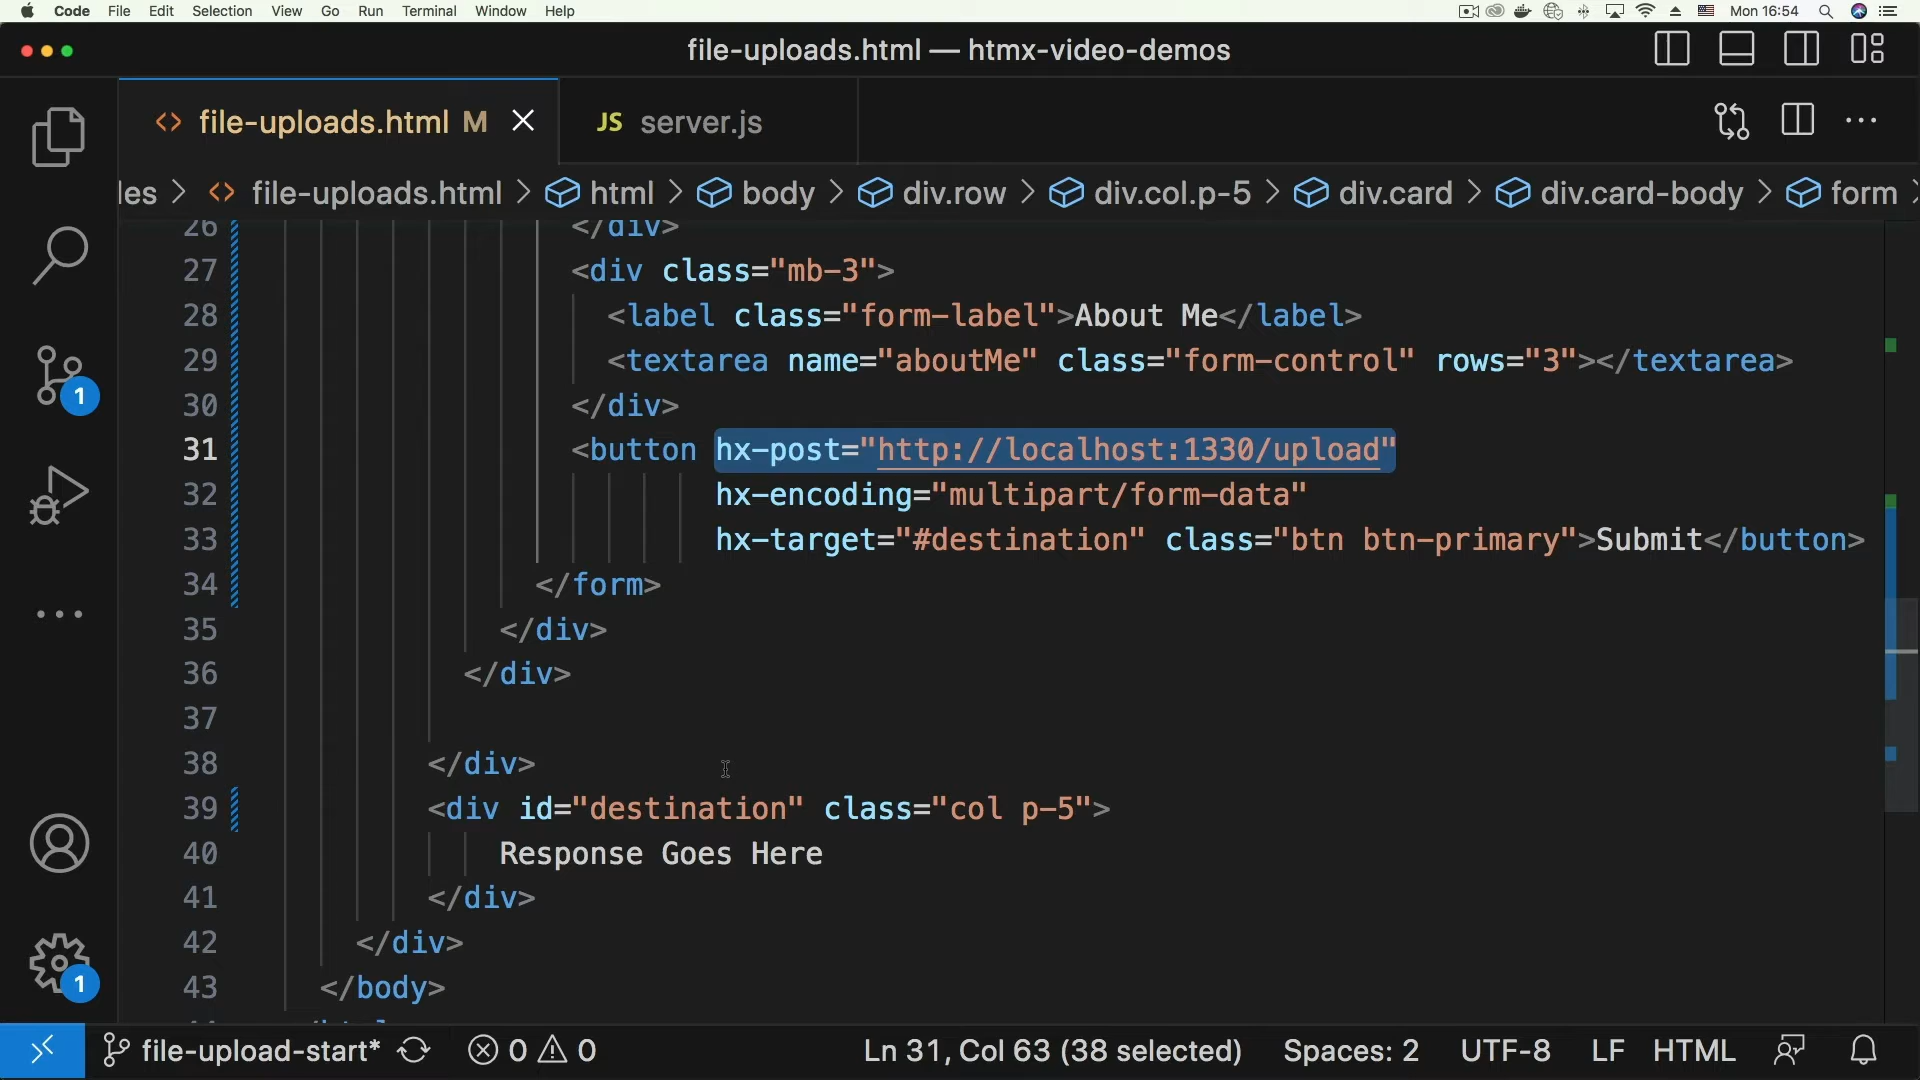 Code File Edit Selection View Go Run Terminal Window Help Mon 16:54
file-uploads.html — htmx-video-demos
file-uploads.html M JS server.js
les > file-uploads.html > html > body > div.row > div.col.p-5 > div.card > div.card-body > form >
26 </div>
27 <div class="mb-3">
28 <label class="form-label">About Me</label>
29 <textarea name="aboutMe" class="form-control" rows="3"></textarea>
30 </div>
31 <button hx-post="http://localhost:1330/upload"
32 hx-encoding="multipart/form-data"
33 hx-target="#destination" class="btn btn-primary">Submit</button>
34 </form>
35 </div>
36 </div>
37
38 </div>
39 <div id="destination" class="col p-5">
40 Response Goes Here
41 </div>
42 </div>
43 </body>
1
1
file-upload-start* 0 0 Ln 31, Col 63 (38 selected) Spaces: 2 UTF-8 LF HTML